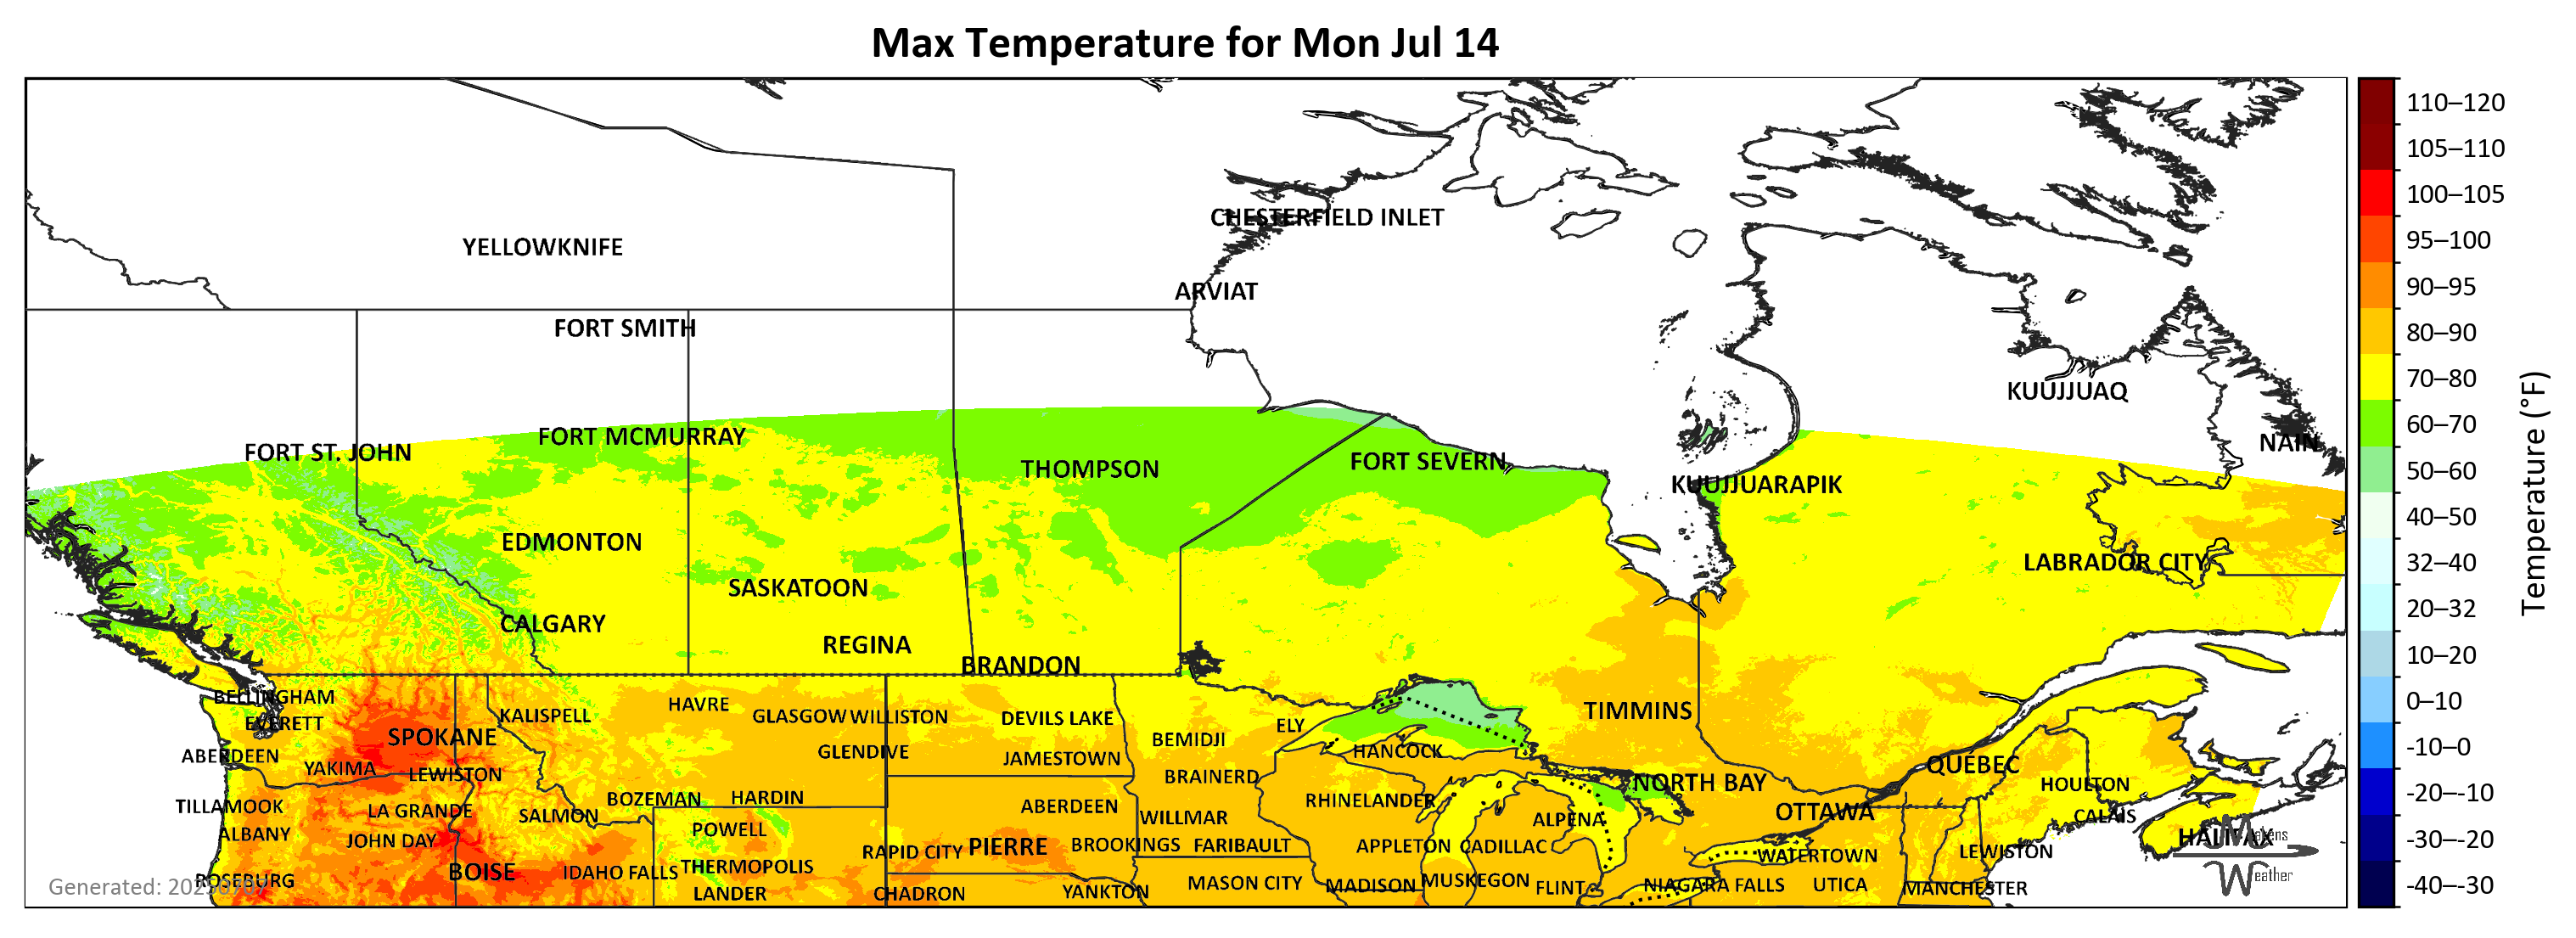 Max Temperature for Mon Jul 14
CHESTERFIELD INLET
YELLOWKNIFE
ARVIAT
FORT SMITH
KUUJJUAQ
FORT MCMURRAY
NAIN
FORT ST. JOHN
FORT SEVERN
THOMPSON
KUUJJUARAPIK
EDMONTON
LABRADOR CITY
SASKATOON
CALGARY
REGINA
BRANDON
BELLINGHAM
HAVRE
TIMMINS
KALISPELL
GLASGOW WILLISTON
DEVILS LAKE
EVERETT
ELY
SPOKANE
BEMIDJI
HANCOCK
GLENDIVE
ABERDEEN
JAMESTOWN
QUÉBEC
YAKIMA
LEWISTON
BRAINERD
NORTH BAY
HOULTON
BOZEMAN
HARDIN
RHINELANDER
TILLAMOOK
LA GRANDE
SALMON
ABERDEEN
WILLMAR
OTTAWA
CALAIS
ALPENA
ALBANY
POWELL
HALIFAX
JOHN DAY
RAPID CITY
PIERRE
BROOKINGS
FARIBAULT
APPLETON
CADILLAC
WATERTOWN
LEWISTON
BOISE
IDAHO FALLS
THERMOPOLIS
ROSEBURG
MASON CITY
MADISON
MUSKEGON
FLINT
NIAGARA FALLS
UTICA
MANCHESTER
LANDER
CHADRON
YANKTON
Weather
110–120
105–110
100–105
95–100
90–95
80–90
70–80
60–70
50–60
40–50
32–40
20–32
10–20
0–10
-10–0
-20–-10
-30–-20
-40–-30
Temperature (°F)
Generated: 20250707